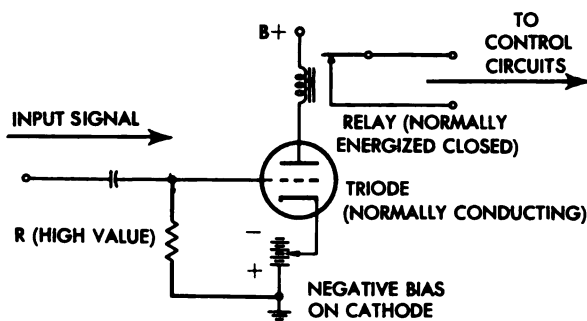 B+
TO
CONTROL
CIRCUITS
INPUT SIGNAL
RELAY (NORMALLY
ENERGIZED CLOSED)
TRIODE
(NORMALLY CONDUCTING)
R (HIGH VALUE)
−
+
NEGATIVE BIAS
ON CATHODE